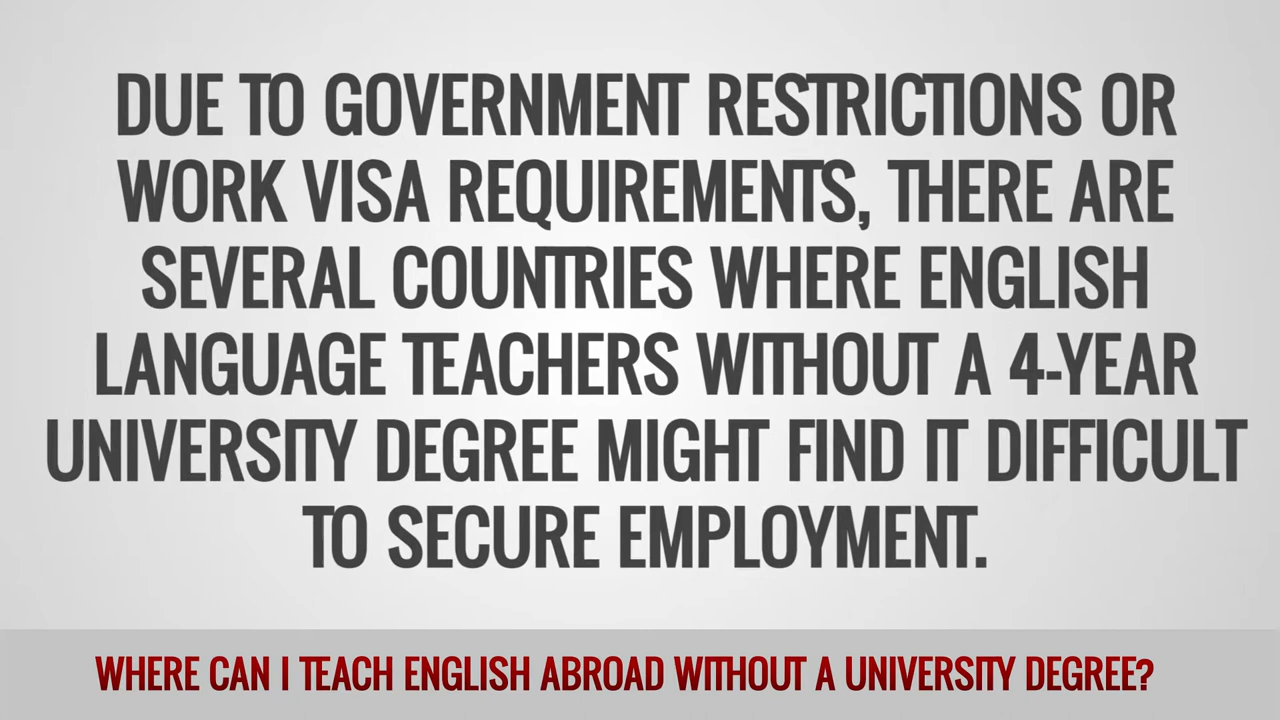 DUE TO GOVERNMENT RESTRICTIONS OR
WORK VISA REQUIREMENTS, THERE ARE
SEVERAL COUNTRIES WHERE ENGLISH
LANGUAGE TEACHERS WITHOUT A 4-YEAR
UNIVERSITY DEGREE MIGHT FIND IT DIFFICULT
TO SECURE EMPLOYMENT.
WHERE CAN I TEACH ENGLISH ABROAD WITHOUT A UNIVERSITY DEGREE?